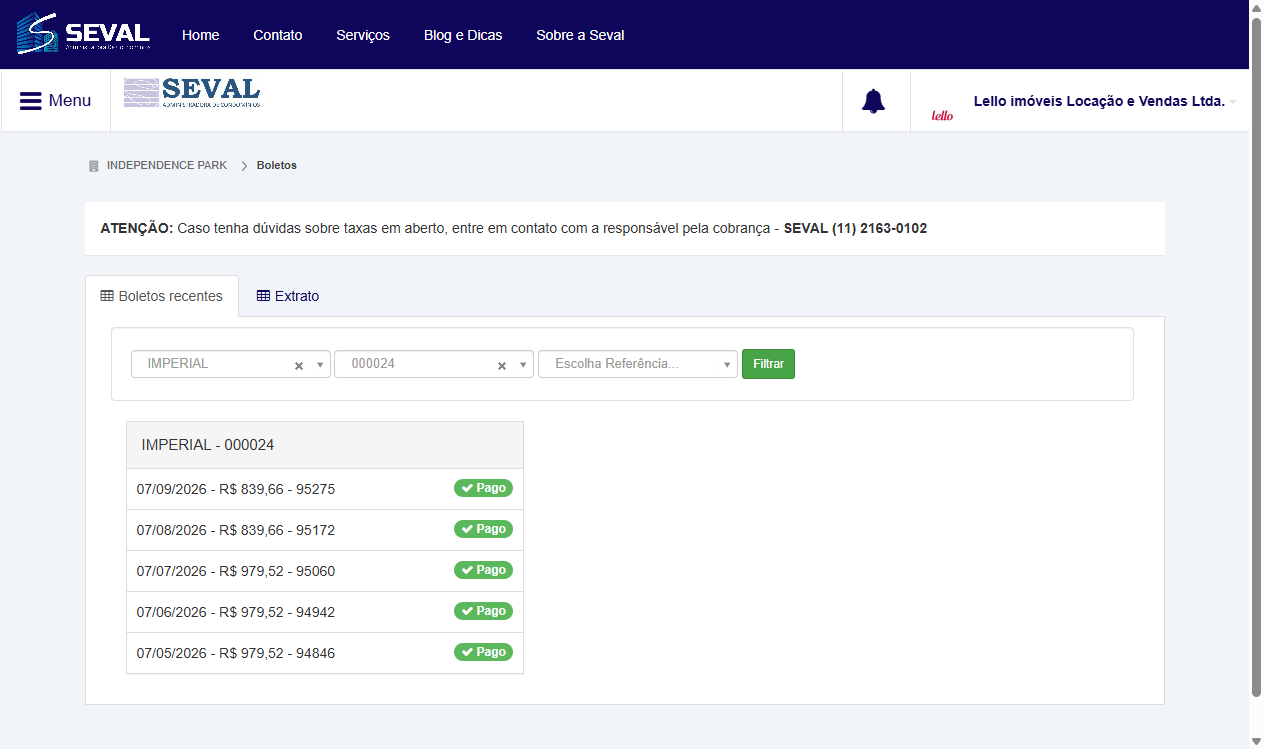 SEVAL
Home Contato Serviços Blog e Dicas Sobre a Seval
Menu
SEVAL
ADMINISTRADORA DE CONDOMÍNIOS
lello
Lello imóveis Locação e Vendas Ltda.
INDEPENDENCE PARK > Boletos
ATENÇÃO: Caso tenha dúvidas sobre taxas em aberto, entre em contato com a responsável pela cobrança - SEVAL (11) 2163-0102
Boletos recentes Extrato
IMPERIAL × 000024 × Escolha Referência... Filtrar
IMPERIAL - 000024
07/09/2026 - R$ 839,66 - 95275 Pago
07/08/2026 - R$ 839,66 - 95172 Pago
07/07/2026 - R$ 979,52 - 95060 Pago
07/06/2026 - R$ 979,52 - 94942 Pago
07/05/2026 - R$ 979,52 - 94846 Pago